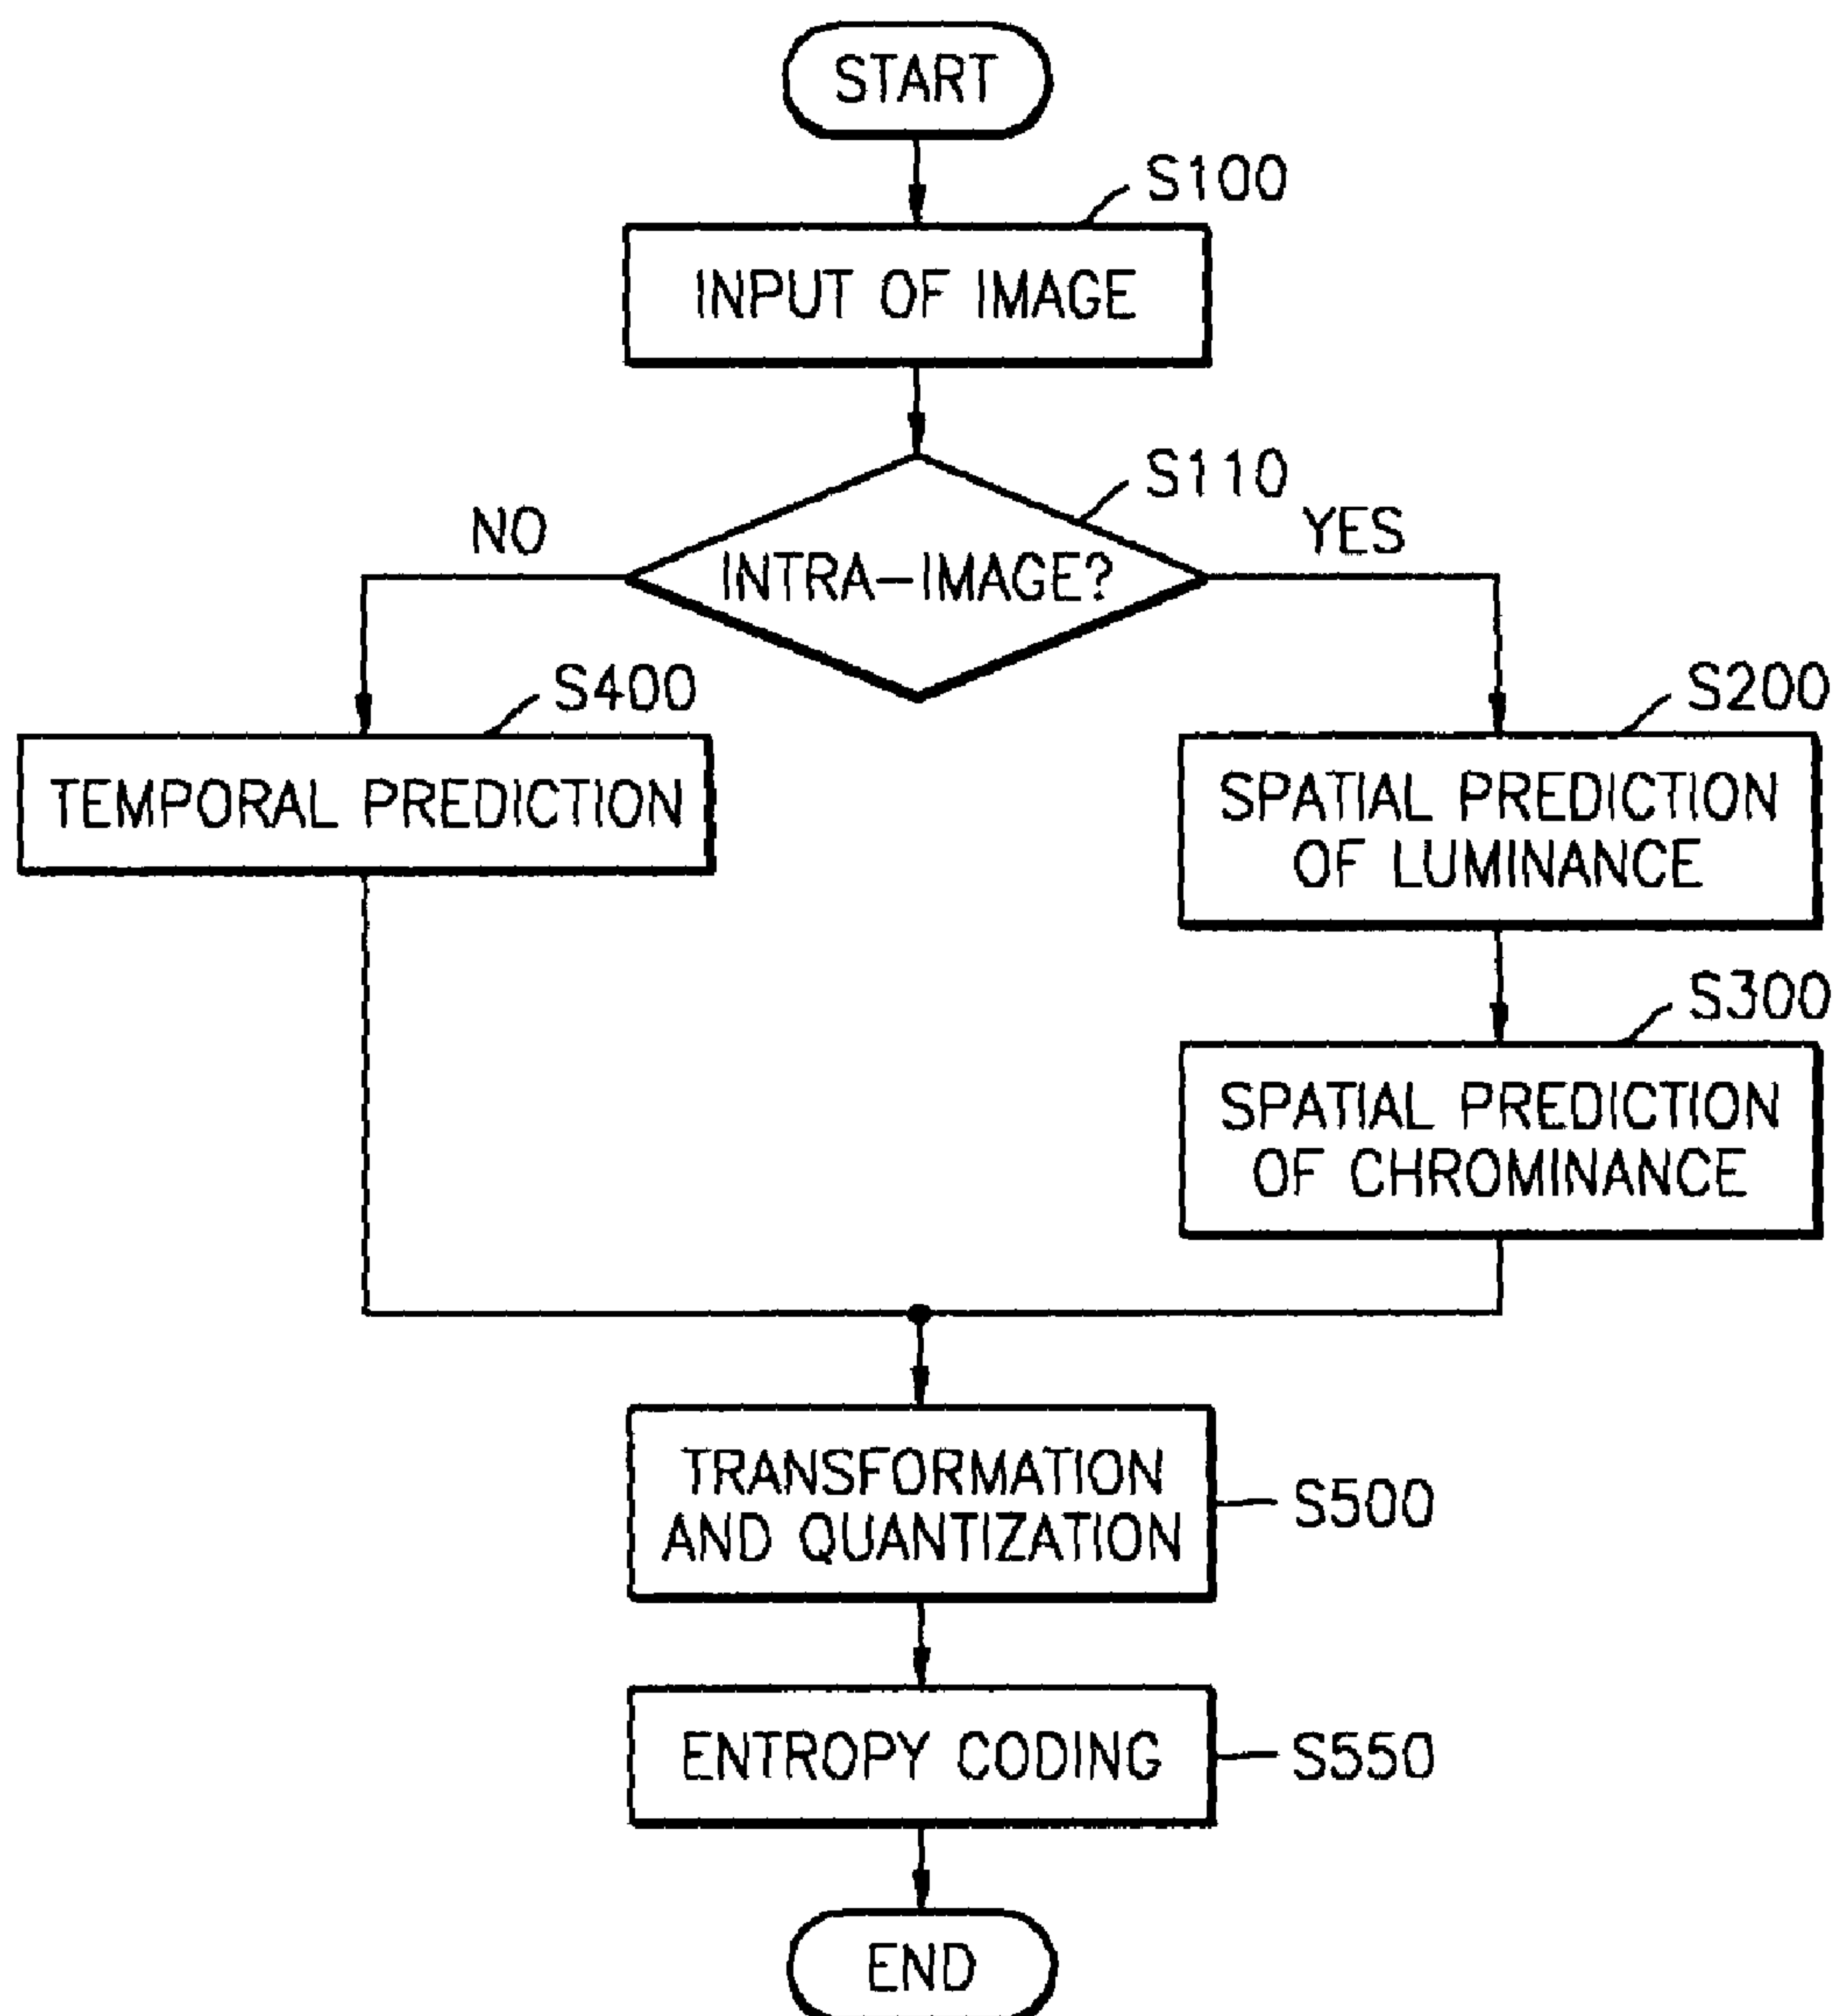 START
S100
INPUT OF IMAGE
S110
NO
YES
INTRA-IMAGE?
S400
S200
TEMPORAL PREDICTION
SPATIAL PREDICTION
OF LUMINANCE
S300
SPATIAL PREDICTION
OF CHROMINANCE
TRANSFORMATION
AND QUANTIZATION
S500
ENTROPY CODING
S550
END